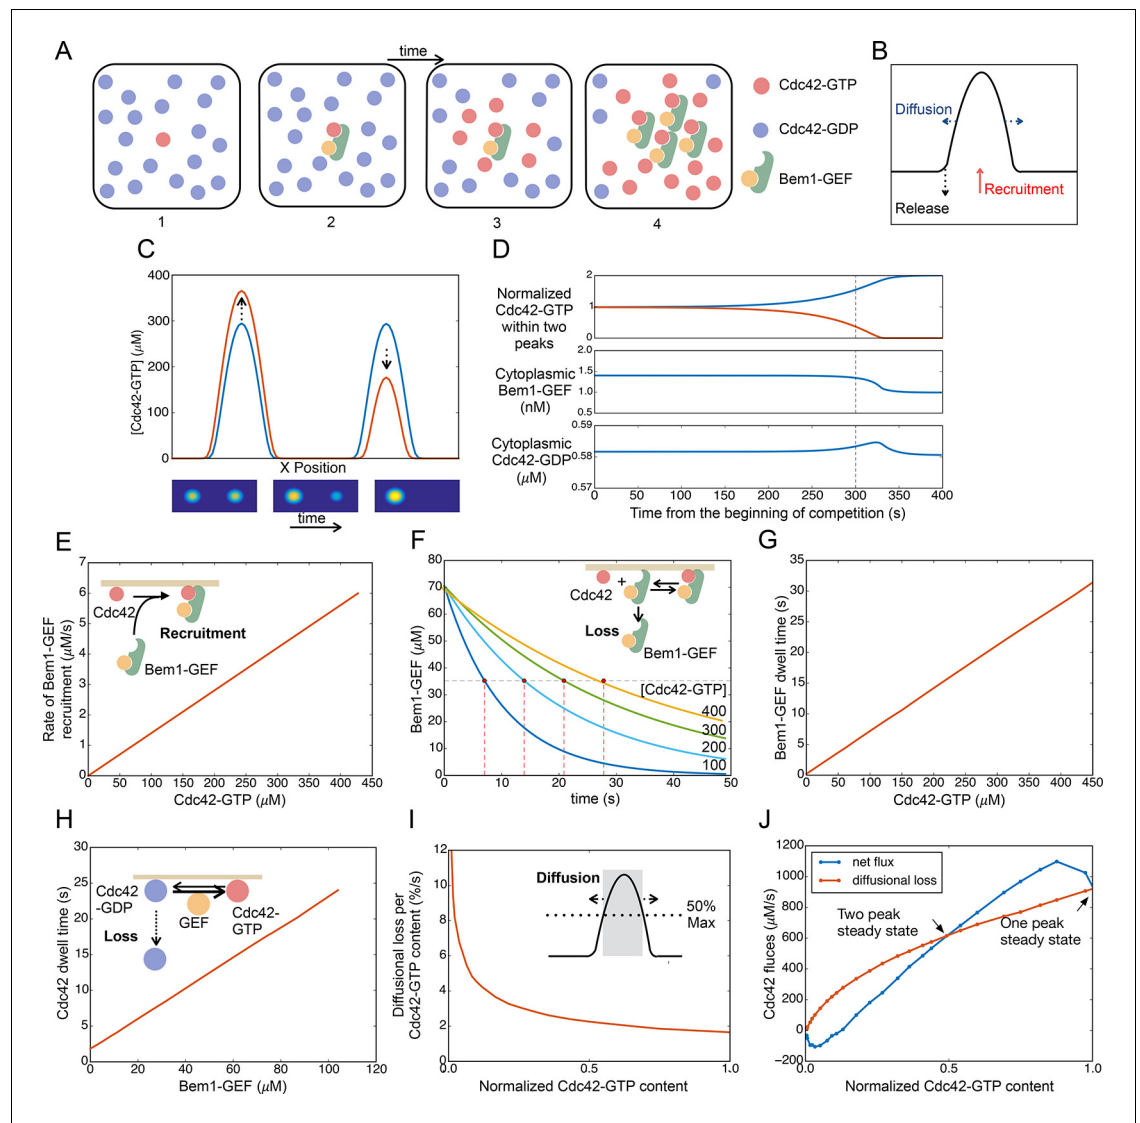 A
time
1
2
3
4
Cdc42-GTP
Cdc42-GDP
Bem1-GEF
B
Diffusion
Recruitment
Release
C
[Cdc42-GTP] (μM)
400
300
200
100
0
X Position
time
D
Normalized
Cdc42-GTP
within two
peaks
2
1
0
Cytoplasmic
Bem1-GEF
(nM)
2.0
1.5
1.0
0.5
Cytoplasmic
Cdc42-GDP
(μM)
0.59
0.58
0.57
0 50 100 150 200 250 300 350 400
Time from the beginning of competition (s)
E
Rate of Bem1-GEF
recruitment (μM/s)
7
6
5
4
3
2
1
0
Cdc42
Recruitment
Bem1-GEF
0 50 100 150 200 250 300 350 400 450
Cdc42-GTP (μM)
F
Bem1-GEF (μM)
80
70
60
50
40
30
20
10
0
+
Cdc42
Loss
Bem1-GEF
[Cdc42-GTP]
400
300
200
100
0 10 20 30 40 50
time (s)
G
Bem1-GEF dwell time (s)
35
30
25
20
15
10
5
0
0 50 100 150 200 250 300 350 400 450
Cdc42-GTP (μM)
H
Cdc42 dwell time (s)
30
25
20
15
10
5
0
Cdc42
-GDP
GEF
Cdc42-
GTP
Loss
0 20 40 60 80 100 120
Bem1-GEF (μM)
I
Diffusional loss per
Cdc42-GTP content (%/s)
12
10
8
6
4
2
0
Diffusion
50%
Max
0.0 0.5 1.0
Normalized Cdc42-GTP content
J
Cdc42 fluces (μM/s)
1200
1000
800
600
400
200
0
−200
net flux
diffusional loss
Two peak
steady state
One peak
steady state
0.0 0.5 1.0
Normalized Cdc42-GTP content